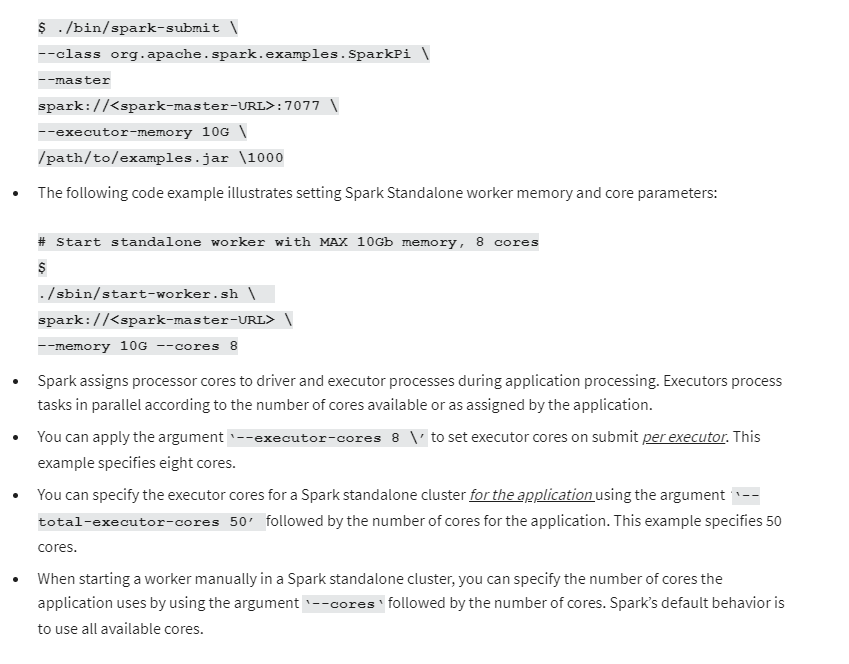 $ ./bin/spark-submit \
--class org.apache.spark.examples.SparkPi \
--master
spark://<spark-master-URL>:7077 \
--executor-memory 10G \
/path/to/examples.jar \1000
• The following code example illustrates setting Spark Standalone worker memory and core parameters:
# Start standalone worker with MAX 10Gb memory, 8 cores
$
./sbin/start-worker.sh \
spark://<spark-master-URL> \
--memory 10G --cores 8
• Spark assigns processor cores to driver and executor processes during application processing. Executors process
tasks in parallel according to the number of cores available or as assigned by the application.
• You can apply the argument ‵--executor-cores 8 \′ to set executor cores on submit per executor. This
example specifies eight cores.
• You can specify the executor cores for a Spark standalone cluster for the application using the argument ‵--
total-executor-cores 50′ followed by the number of cores for the application. This example specifies 50
cores.
• When starting a worker manually in a Spark standalone cluster, you can specify the number of cores the
application uses by using the argument ‵--cores‵ followed by the number of cores. Spark’s default behavior is
to use all available cores.